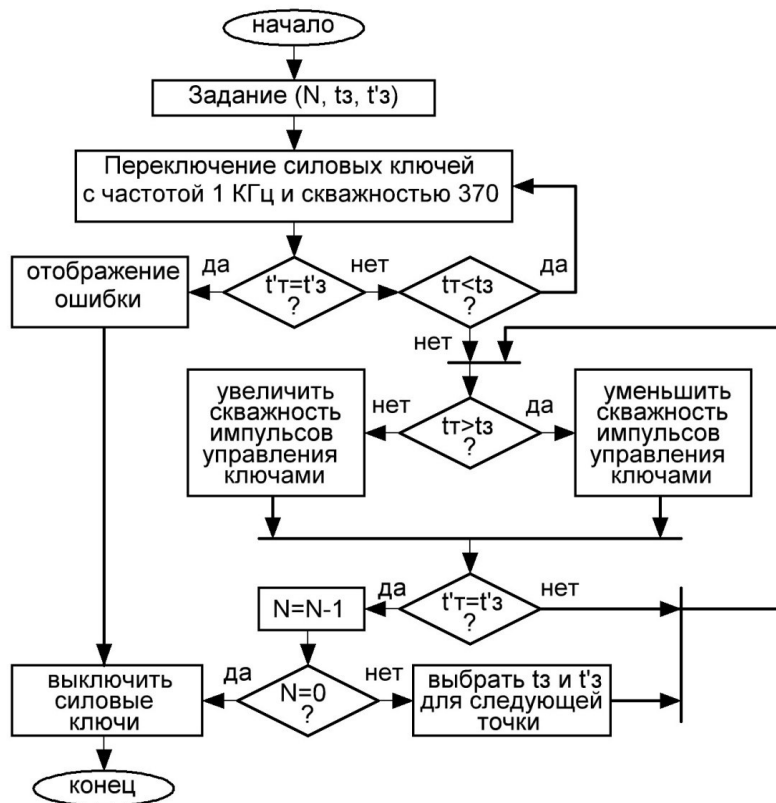 начало
Задание (N, tз, t'з)
Переключение силовых ключей
с частотой 1 КГц и скважностью 370
отображение
ошибки
да
t'т=t'з
?
нет
tт<tз
?
да
нет
увеличить
скважность
импульсов
управления
ключами
нет
tт>tз
?
да
уменьшить
скважность
импульсов
управления
ключами
N=N-1
да
t'т=t'з
?
нет
выключить
силовые
ключи
да
N=0
?
нет
выбрать tз и t'з
для следующей
точки
конец